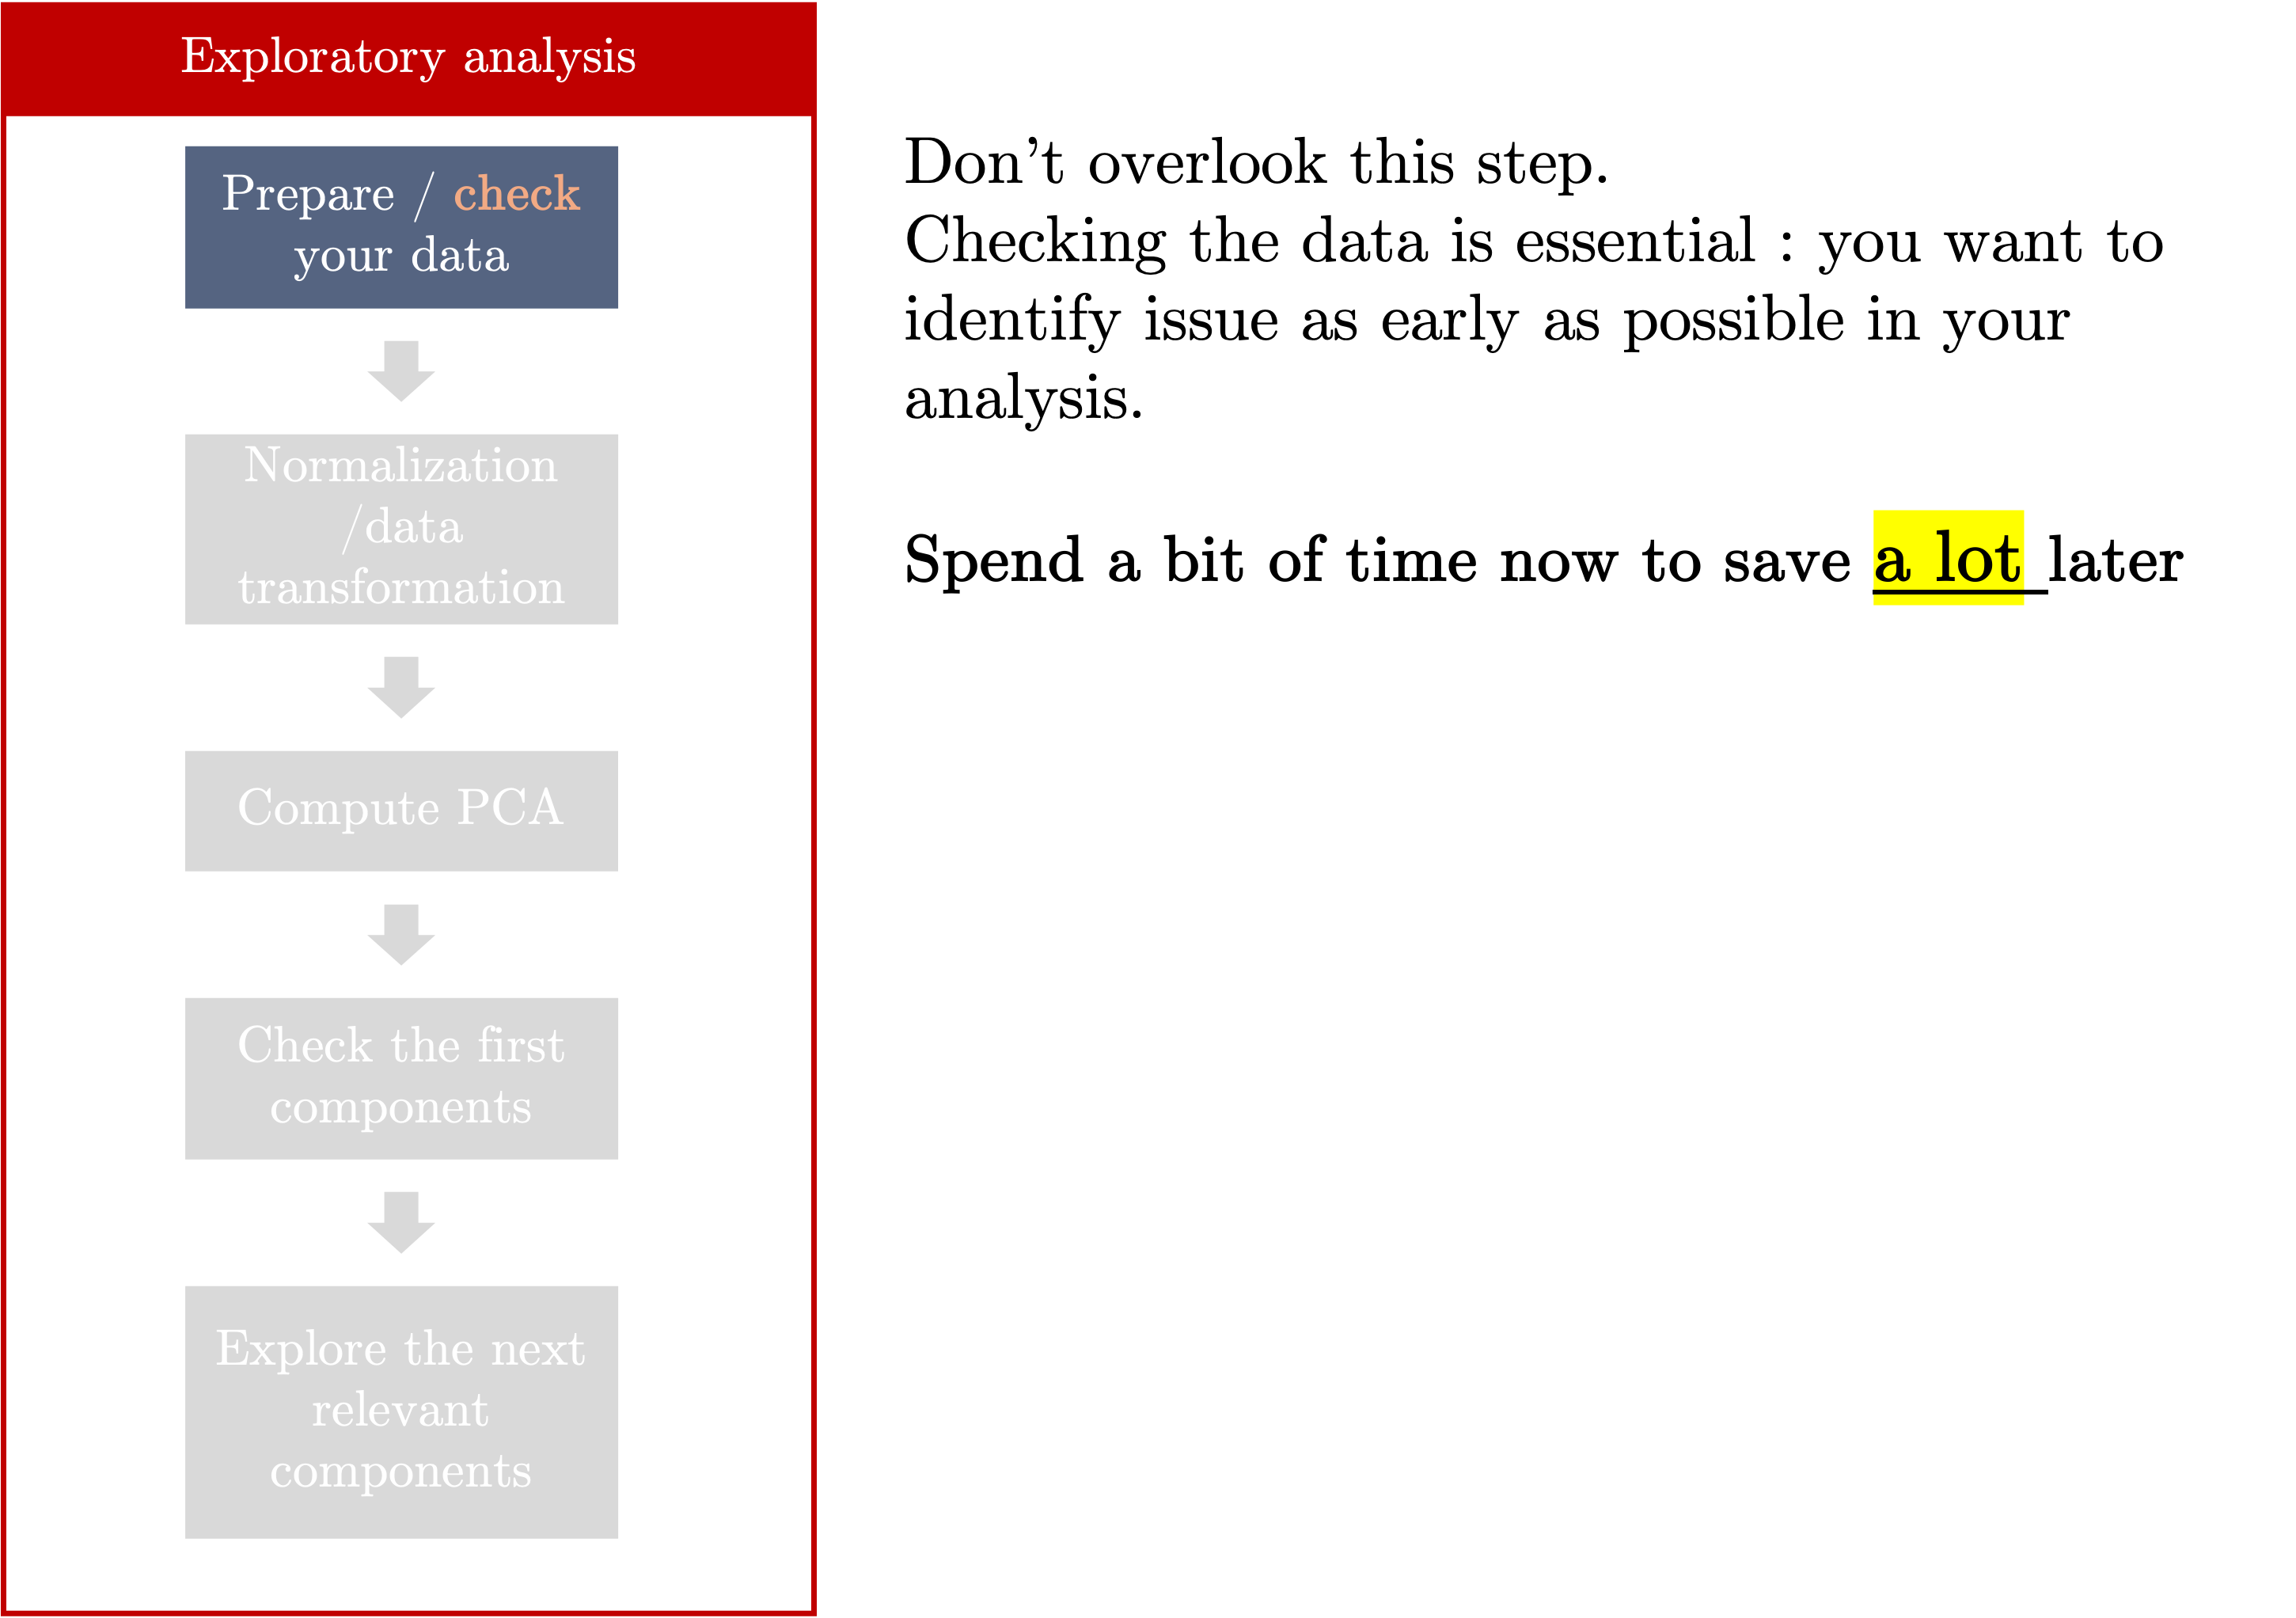 Exploratory analysis
Prepare / check
your data
Normalization
/data
transformation
Compute PCA
Check the first
components
Explore the next
relevant
components
Don’t overlook this step.
Checking the data is essential : you want to
identify issue as early as possible in your
analysis.
Spend a bit of time now to save a lot later